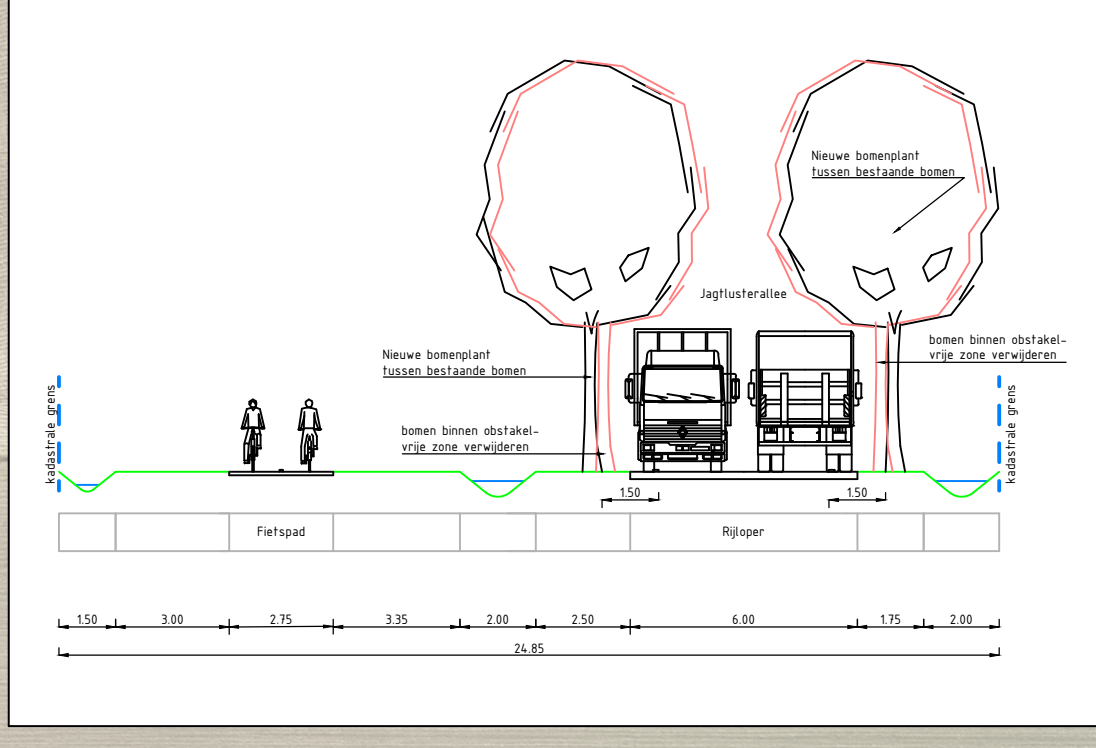 Nieuwe bomenplant
tussen bestaande bomen
Jagtlusterallee
bomen binnen obstakel-
vrije zone verwijderen
Nieuwe bomenplant
tussen bestaande bomen
kadastrale grens
bomen binnen obstakel-
vrije zone verwijderen
kadastrale grens
1.50
1.50
Fietspad
Rijloper
1.50 3.00 2.75 3.35 2.00 2.50 6.00 1.75 2.00
24.85